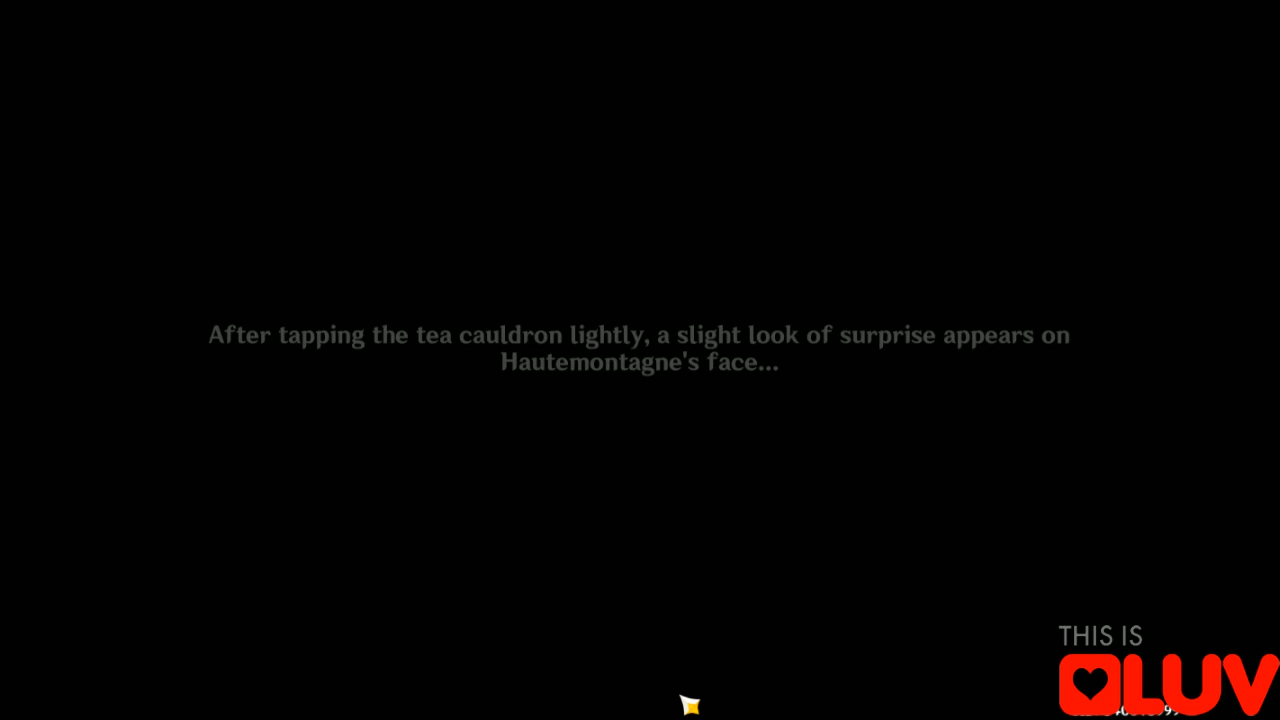 After tapping the tea cauldron lightly, a slight look of surprise appears on
Hautemontagne's face...
THIS IS
LUV